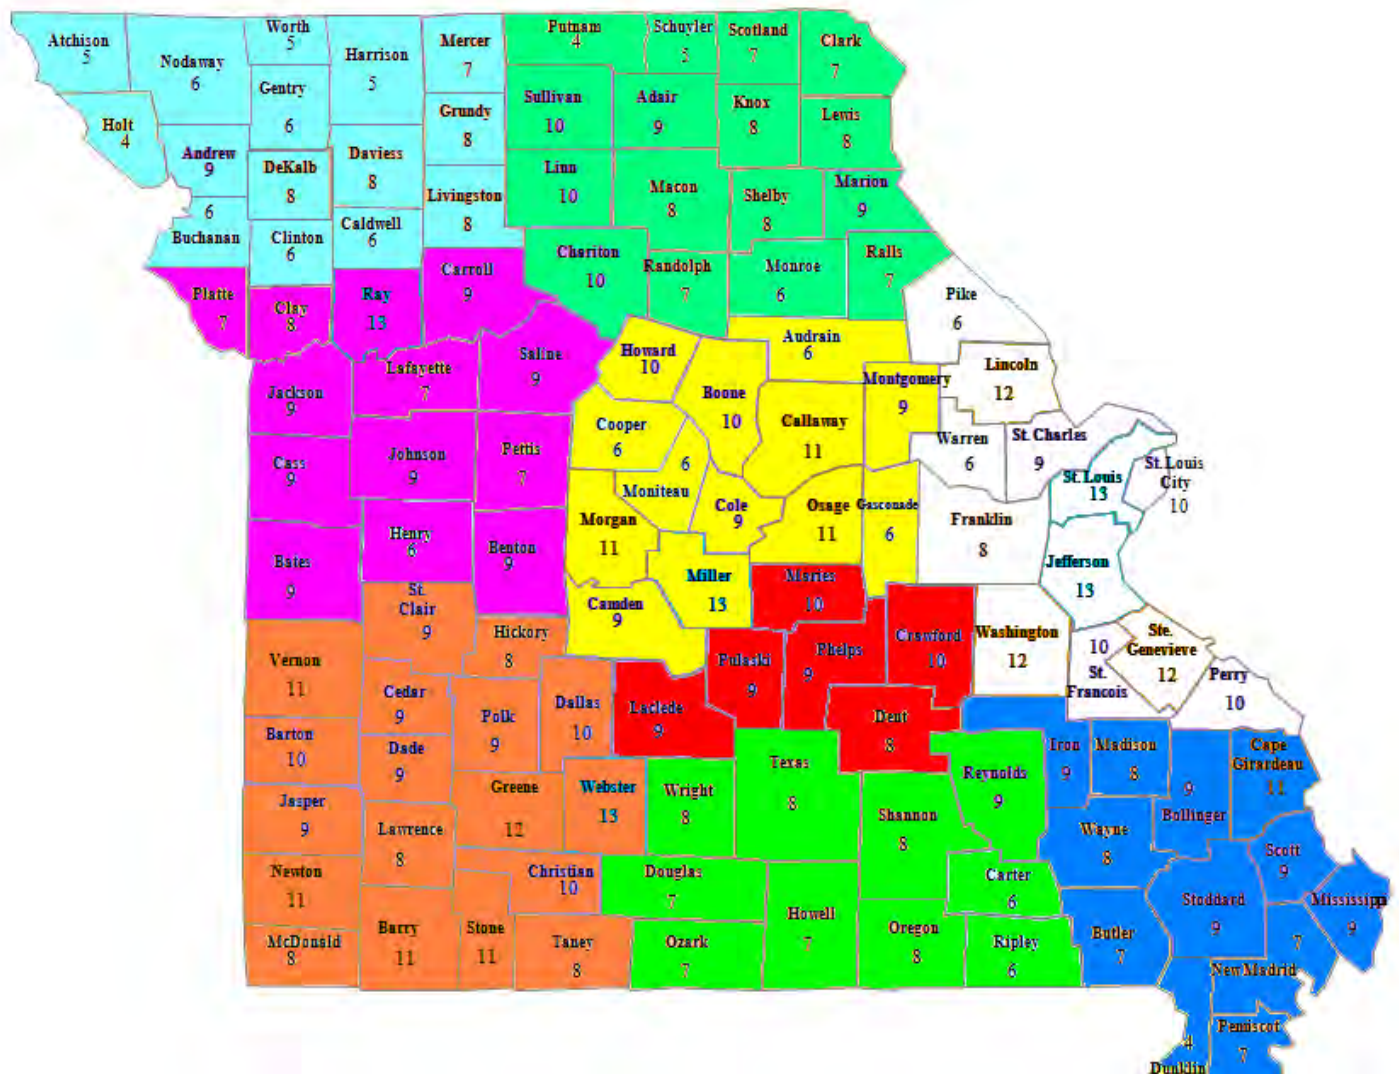 Atchison
5
Nodaway
6
Worth
5
Harrison
5
Mercer
7
Putnam
4
Schuyler
5
Scotland
7
Clark
7
Holt
4
Gentry
6
Grundy
8
Sullivan
10
Adair
9
Knox
8
Lewis
8
Andrew
9
DeKalb
8
Daviess
8
Livingston
8
Linn
10
Macon
8
Shelby
8
Marion
9
6
Buchanan
Clinton
6
Caldwell
6
Carroll
9
Chariton
10
Randolph
7
Monroe
6
Ralls
7
Platte
7
Clay
8
Ray
13
Pike
6
Jackson
9
Lafayette
7
Saline
9
Howard
10
Boone
10
Audrain
6
Montgomery
9
Lincoln
12
Cass
9
Johnson
9
Pettis
7
Cooper
6
6
Moniteau
Callaway
11
Warren
6
St. Charles
9
St. Louis
13
St. Louis
City
10
Bates
9
Henry
6
Benton
9
Morgan
11
Cole
9
Osage
11
Gasconade
6
Franklin
8
Jefferson
13
Miller
13
Camden
9
Maries
10
St.
Clair
9
Hickory
8
Vernon
11
Pulaski
9
Phelps
9
Crawford
10
Washington
12
10
St.
Francois
Ste.
Genevieve
12
Perry
10
Cedar
9
Polk
9
Dallas
10
Laclede
9
Dent
8
Barton
10
Dade
9
Greene
12
Webster
13
Wright
8
Texas
8
Shannon
8
Reynolds
9
Iron
9
Madison
8
9
Bollinger
Cape
Girardeau
11
Jasper
9
Lawrence
8
Christian
10
Douglas
7
Howell
7
Carter
6
Wayne
8
Scott
9
Newton
11
Stoddard
9
Mississippi
9
McDonald
8
Barry
11
Stone
11
Taney
8
Ozark
7
Oregon
8
Ripley
6
Butler
7
7
New Madrid
4
Dunklin
Pemiscot
7